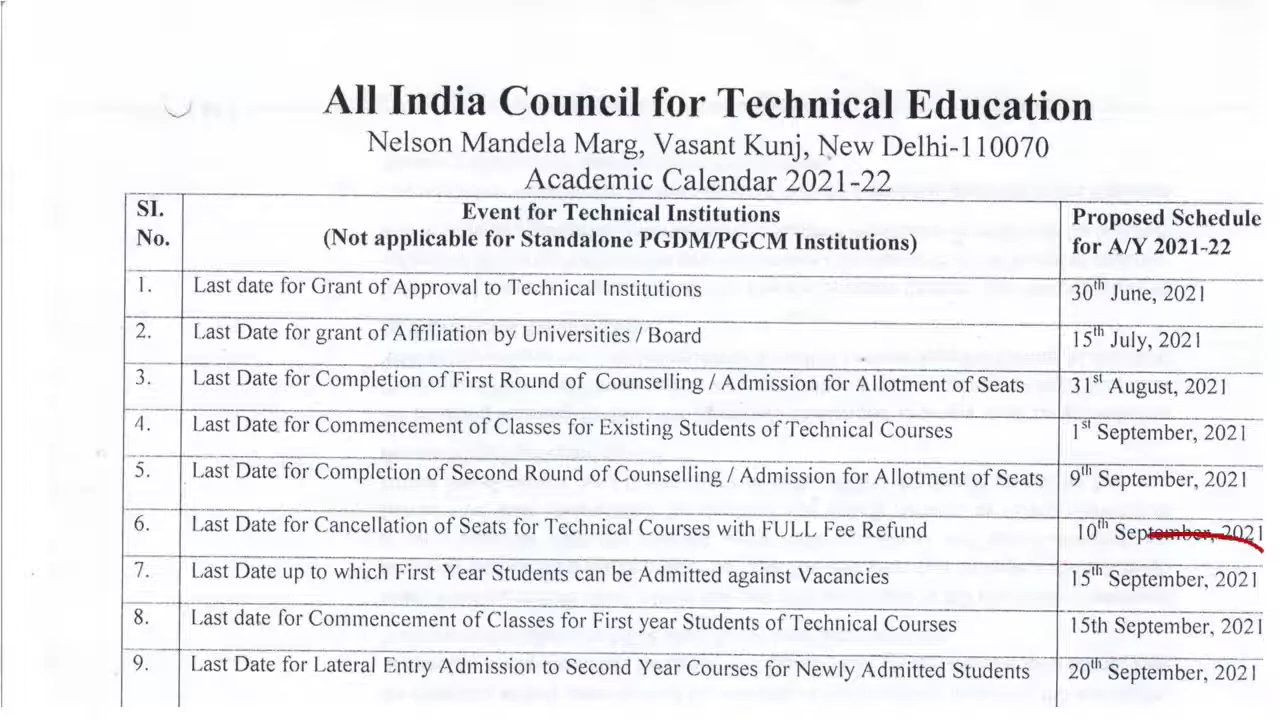 All India Council for Technical Education
Nelson Mandela Marg, Vasant Kunj, New Delhi-110070
Academic Calendar 2021-22
SI. No. Event for Technical Institutions (Not applicable for Standalone PGDM/PGCM Institutions) Proposed Schedule for A/Y 2021-22
1. Last date for Grant of Approval to Technical Institutions 30th June, 2021
2. Last Date for grant of Affiliation by Universities / Board 15th July, 2021
3. Last Date for Completion of First Round of Counselling / Admission for Allotment of Seats 31st August, 2021
4. Last Date for Commencement of Classes for Existing Students of Technical Courses 1st September, 2021
5. Last Date for Completion of Second Round of Counselling / Admission for Allotment of Seats 9th September, 2021
6. Last Date for Cancellation of Seats for Technical Courses with FULL Fee Refund 10th September, 2021
7. Last Date up to which First Year Students can be Admitted against Vacancies 15th September, 2021
8. Last date for Commencement of Classes for First year Students of Technical Courses 15th September, 2021
9. Last Date for Lateral Entry Admission to Second Year Courses for Newly Admitted Students 20th September, 2021